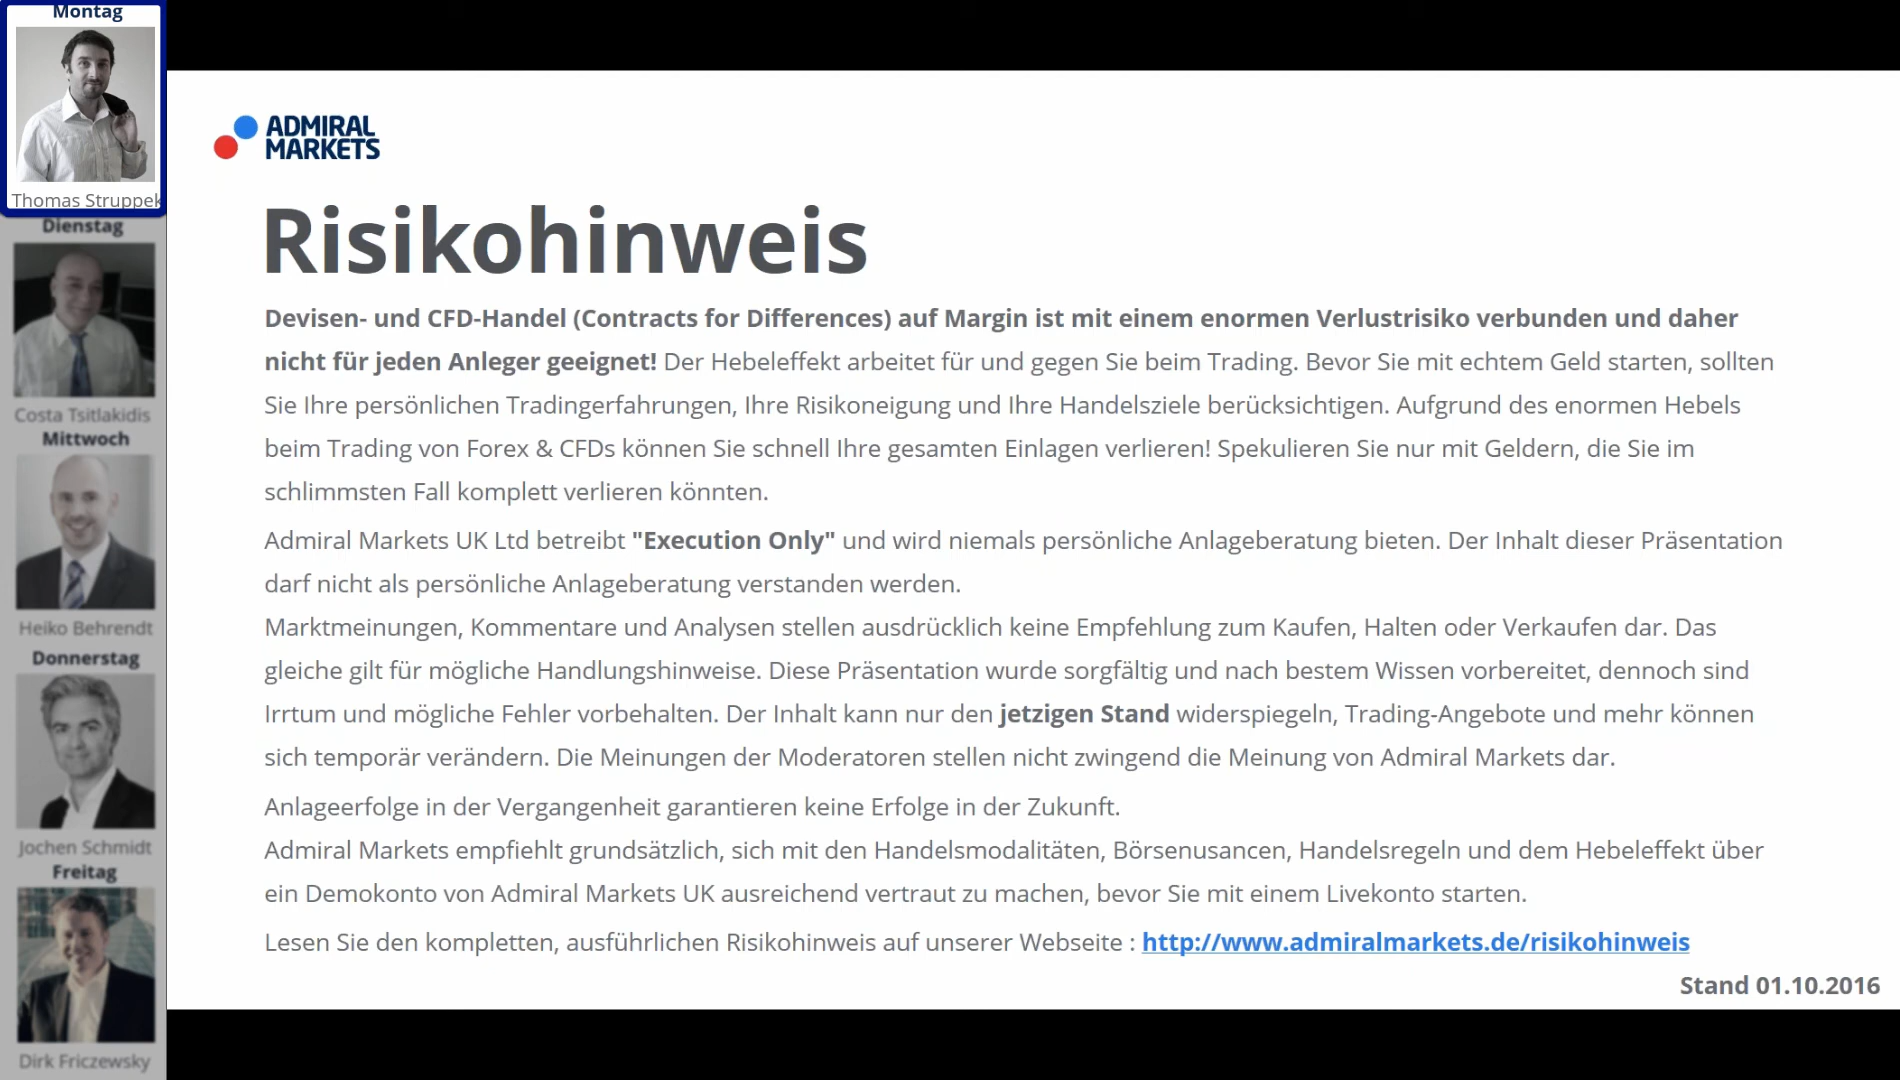 Montag
Thomas Struppek
Dienstag
Costa Tsitlakidis
Mittwoch
Heiko Behrendt
Donnerstag
Jochen Schmidt
Freitag
Dirk Friczewsky
ADMIRAL
MARKETS
Risikohinweis
Devisen- und CFD-Handel (Contracts for Differences) auf Margin ist mit einem enormen Verlustrisiko verbunden und daher
nicht für jeden Anleger geeignet! Der Hebeleffekt arbeitet für und gegen Sie beim Trading. Bevor Sie mit echtem Geld starten, sollten
Sie Ihre persönlichen Tradingerfahrungen, Ihre Risikoneigung und Ihre Handelsziele berücksichtigen. Aufgrund des enormen Hebels
beim Trading von Forex & CFDs können Sie schnell Ihre gesamten Einlagen verlieren! Spekulieren Sie nur mit Geldern, die Sie im
schlimmsten Fall komplett verlieren könnten.
Admiral Markets UK Ltd betreibt "Execution Only" und wird niemals persönliche Anlageberatung bieten. Der Inhalt dieser Präsentation
darf nicht als persönliche Anlageberatung verstanden werden.
Marktmeinungen, Kommentare und Analysen stellen ausdrücklich keine Empfehlung zum Kaufen, Halten oder Verkaufen dar. Das
gleiche gilt für mögliche Handlungshinweise. Diese Präsentation wurde sorgfältig und nach bestem Wissen vorbereitet, dennoch sind
Irrtum und mögliche Fehler vorbehalten. Der Inhalt kann nur den jetzigen Stand widerspiegeln, Trading-Angebote und mehr können
sich temporär verändern. Die Meinungen der Moderatoren stellen nicht zwingend die Meinung von Admiral Markets dar.
Anlageerfolge in der Vergangenheit garantieren keine Erfolge in der Zukunft.
Admiral Markets empfiehlt grundsätzlich, sich mit den Handelsmodalitäten, Börsenusancen, Handelsregeln und dem Hebeleffekt über
ein Demokonto von Admiral Markets UK ausreichend vertraut zu machen, bevor Sie mit einem Livekonto starten.
Lesen Sie den kompletten, ausführlichen Risikohinweis auf unserer Webseite : http://www.admiralmarkets.de/risikohinweis
Stand 01.10.2016